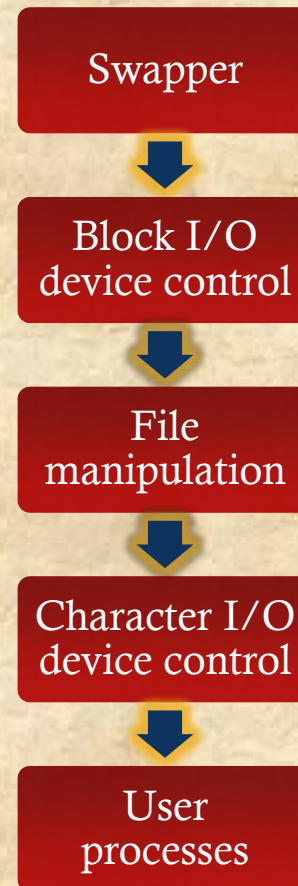 Swapper
Block I/O
device control
File
manipulation
Character I/O
device control
User
processes